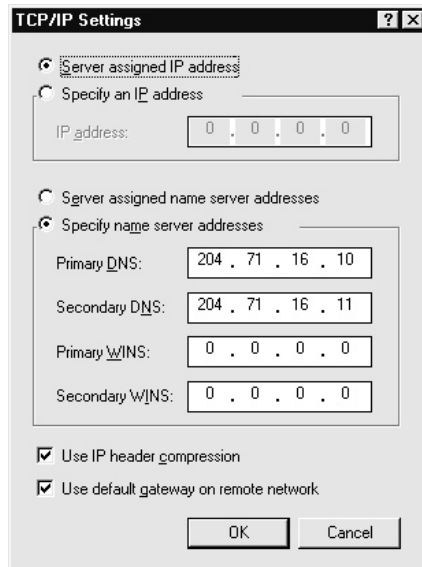 TCP/IP Settings
Server assigned IP address
Specify an IP address
IP address: 0 . 0 . 0 . 0
Server assigned name server addresses
Specify name server addresses
Primary DNS: 204 . 71 . 16 . 10
Secondary DNS: 204 . 71 . 16 . 11
Primary WINS: 0 . 0 . 0 . 0
Secondary WINS: 0 . 0 . 0 . 0
Use IP header compression
Use default gateway on remote network
OK Cancel